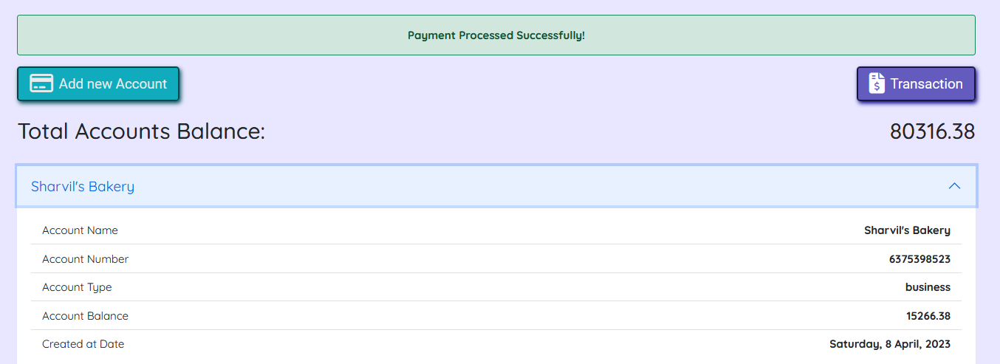 Payment Processed Successfully!
Add new Account
Transaction
Total Accounts Balance: 80316.38
Sharvil's Bakery
Account Name Sharvil's Bakery
Account Number 6375398523
Account Type business
Account Balance 15266.38
Created at Date Saturday, 8 April, 2023